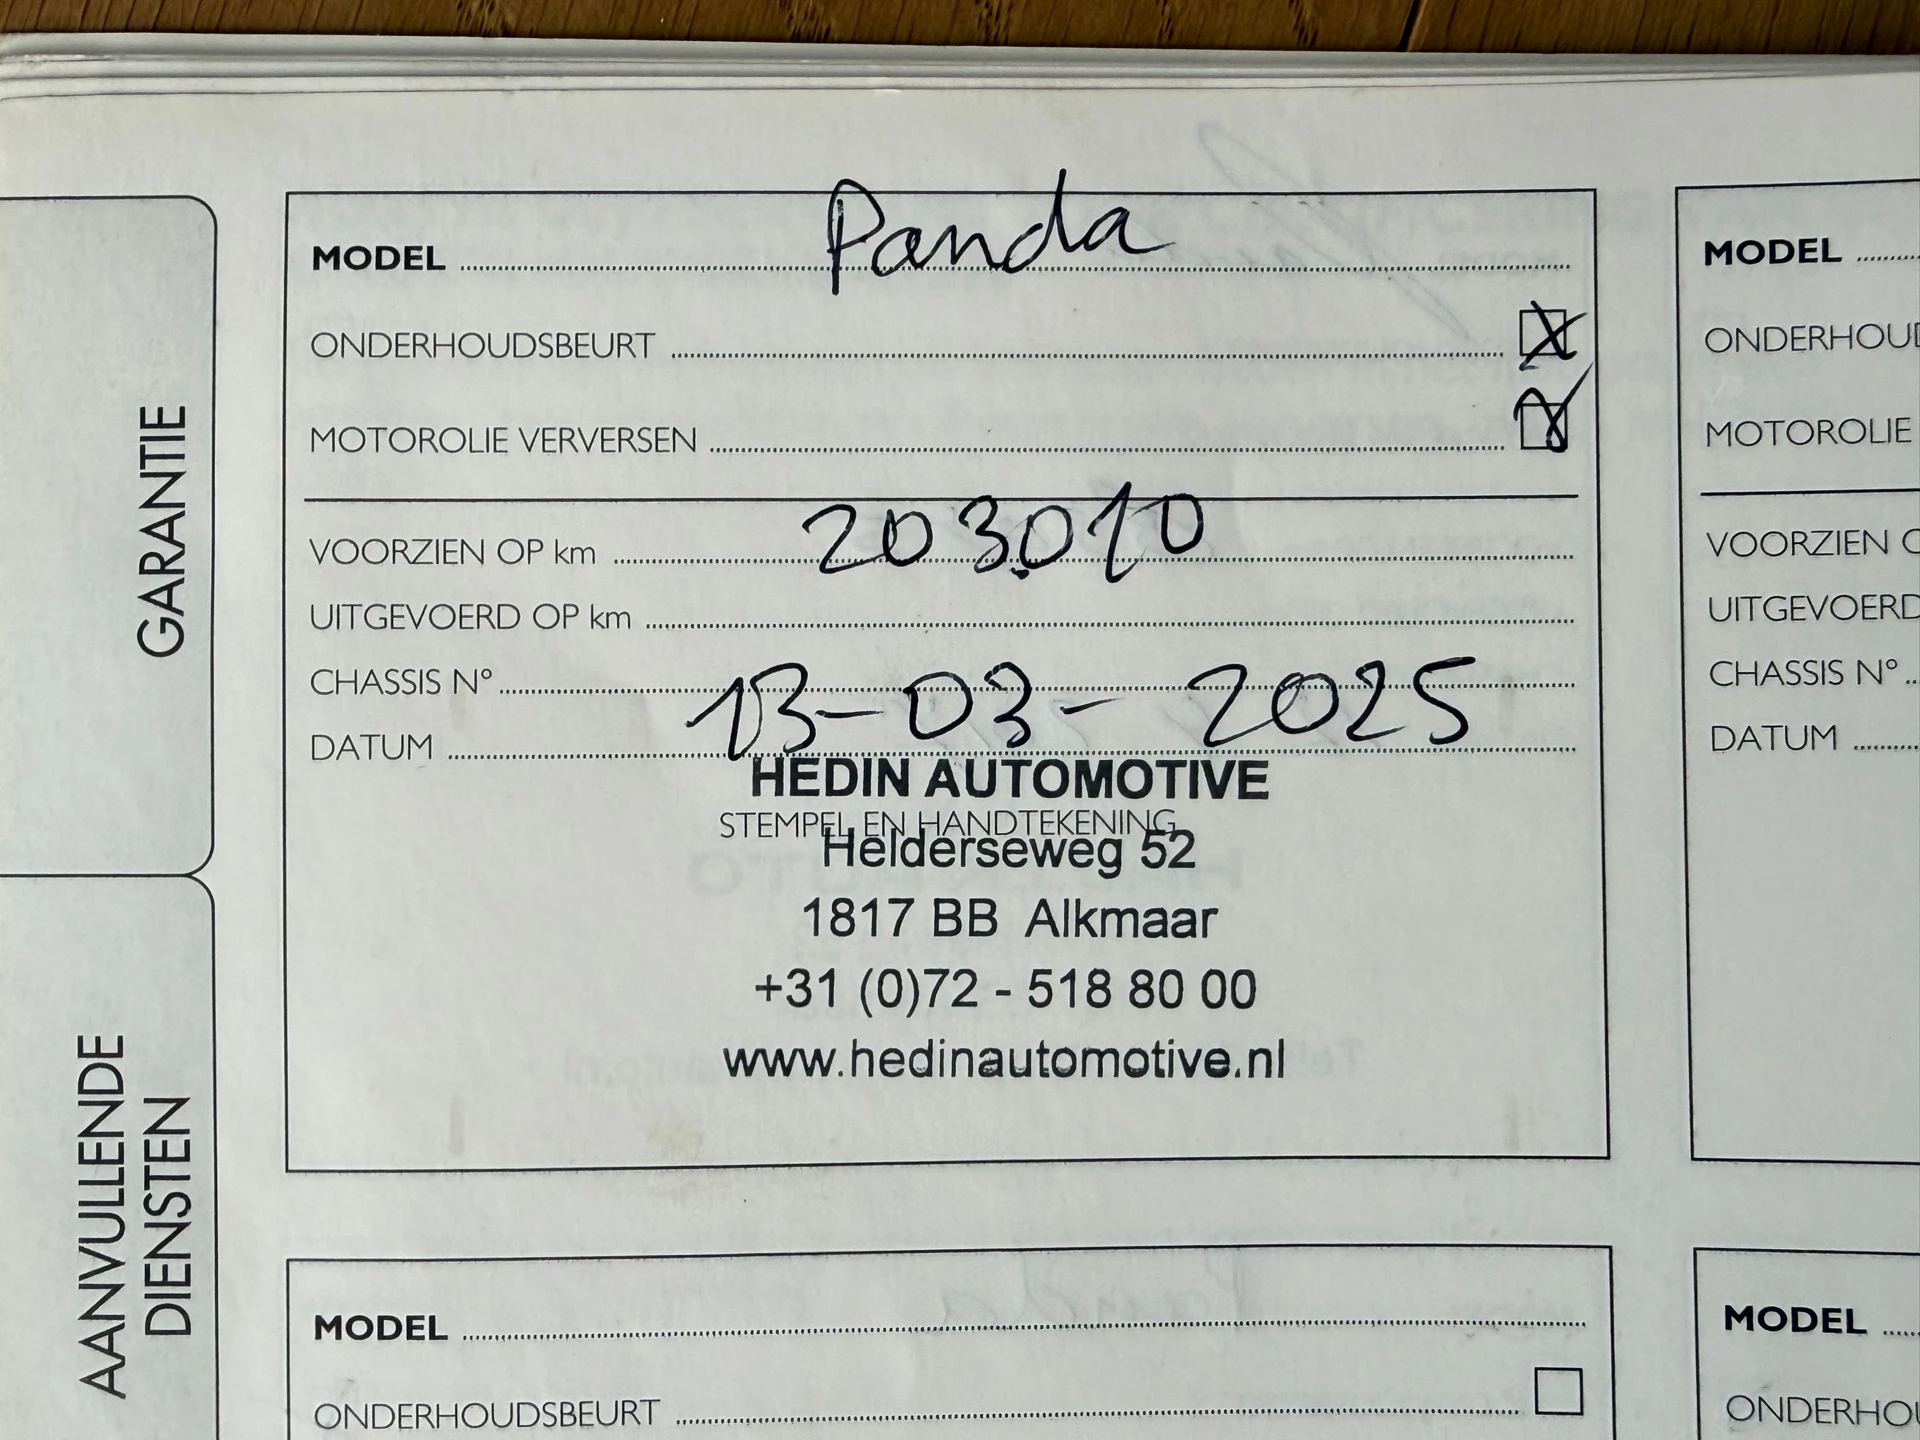 MODEL Panda
ONDERHOUDSBEURT
MOTOROLIE VERVERSEN
VOORZIEN OP km 203.010
UITGEVOERD OP km
CHASSIS N°
DATUM 13-03-2025
HEDIN AUTOMOTIVE
STEMPEL EN HANDTEKENING
Helderseweg 52
1817 BB Alkmaar
+31 (0)72 - 518 80 00
www.hedinautomotive.nl
MODEL
ONDERHOUDSBEURT
GARANTIE
AANVULLENDE
DIENSTEN
MODEL
ONDERHOUD
MOTOROLIE
VOORZIEN O
UITGEVOERD
CHASSIS N°
DATUM
MODEL
ONDERHOU